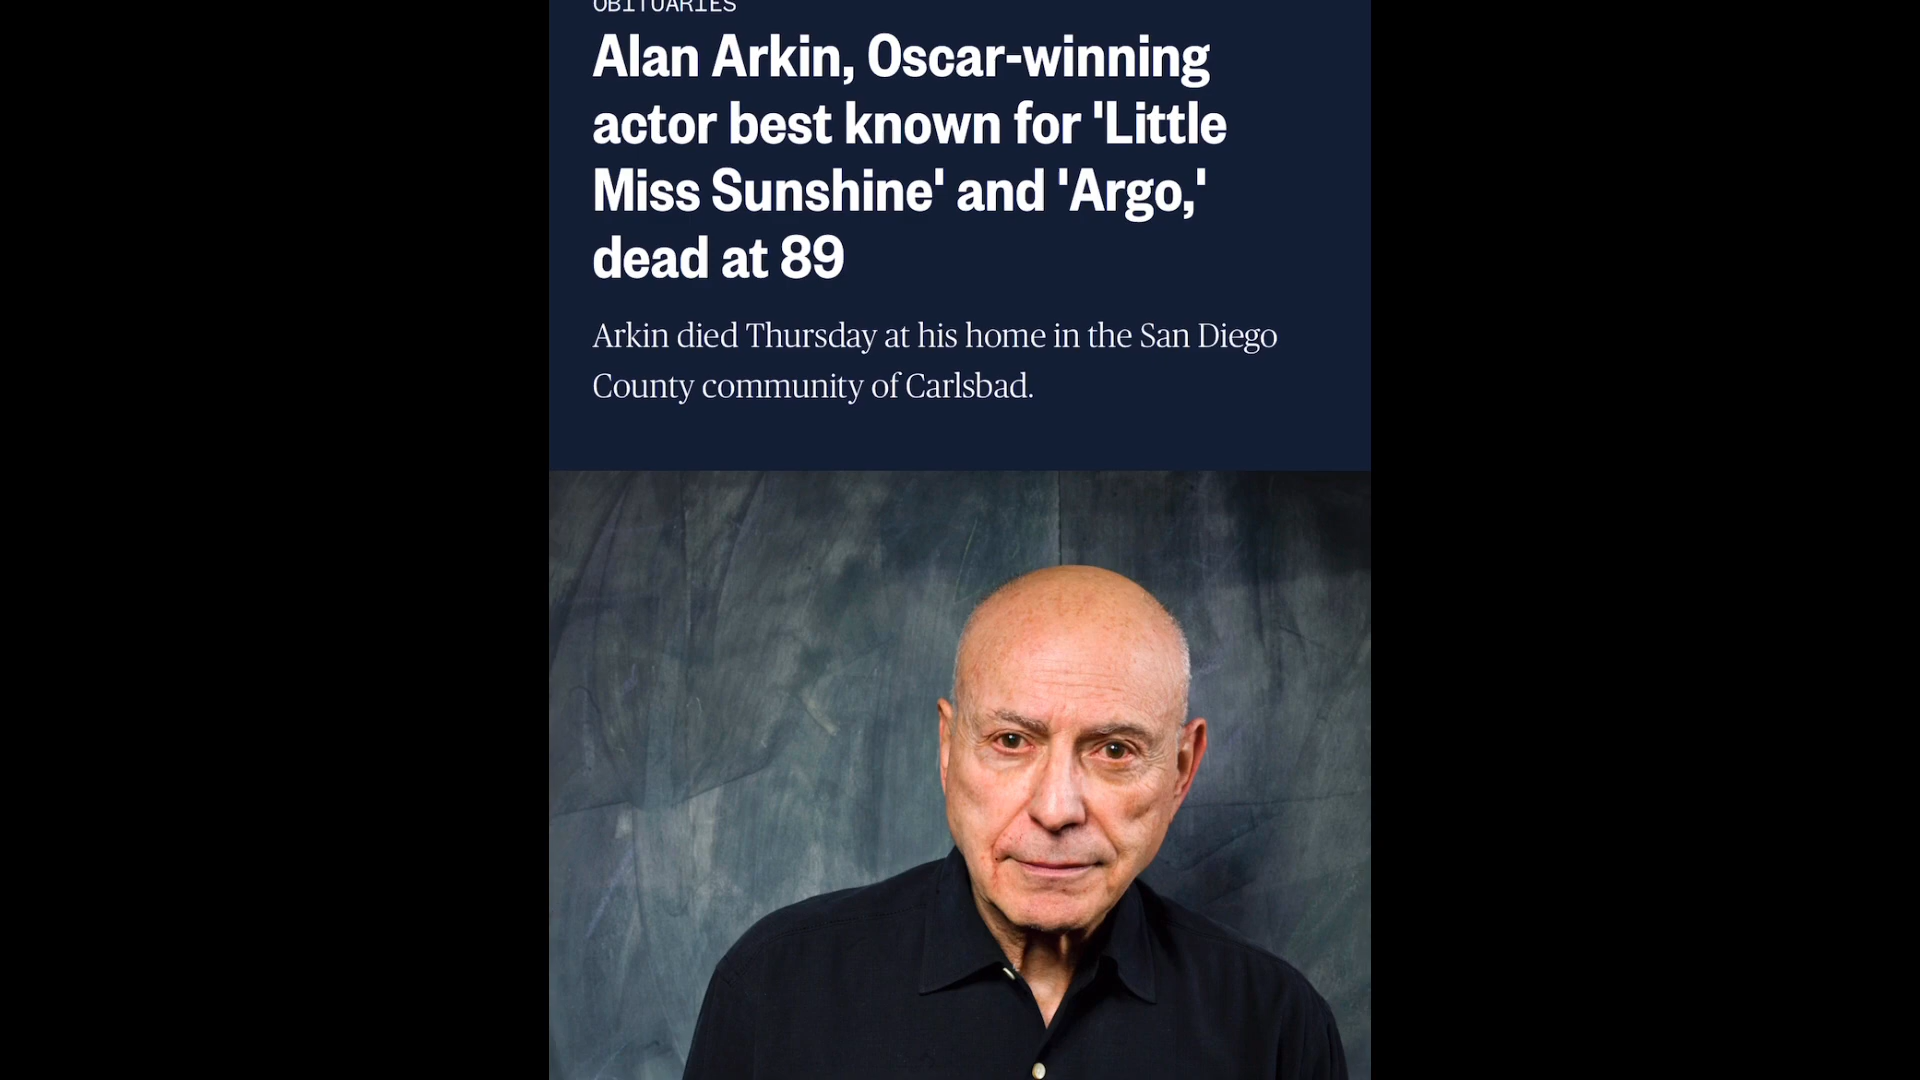 OBITUARIES
Alan Arkin, Oscar-winning
actor best known for 'Little
Miss Sunshine' and 'Argo,'
dead at 89
Arkin died Thursday at his home in the San Diego
County community of Carlsbad.